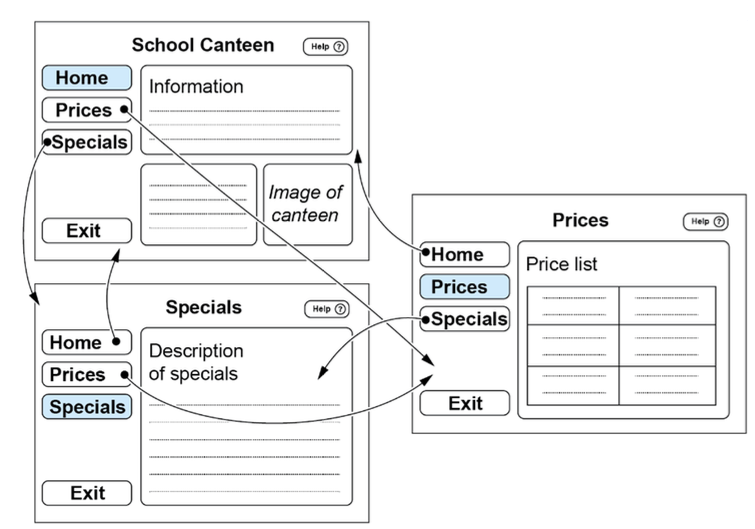 School Canteen
Help ?
Home
Prices
Specials
Exit
Information
Image of
canteen
Specials
Help ?
Home
Prices
Specials
Exit
Description
of specials
Prices
Help ?
Home
Prices
Specials
Exit
Price list